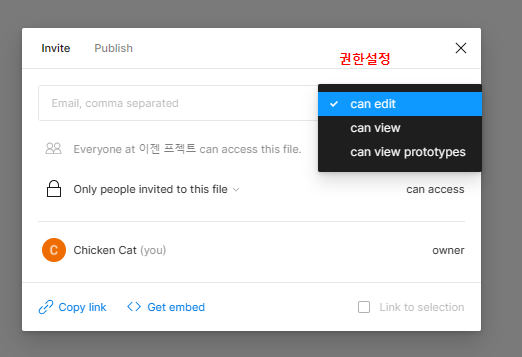 Invite
Publish
권한설정
Email, comma separated
can edit
can view
can view prototypes
Everyone at 이젠 프젝트 can access this file.
Only people invited to this file
can access
C
Chicken Cat (you)
owner
Copy link
Get embed
Link to selection